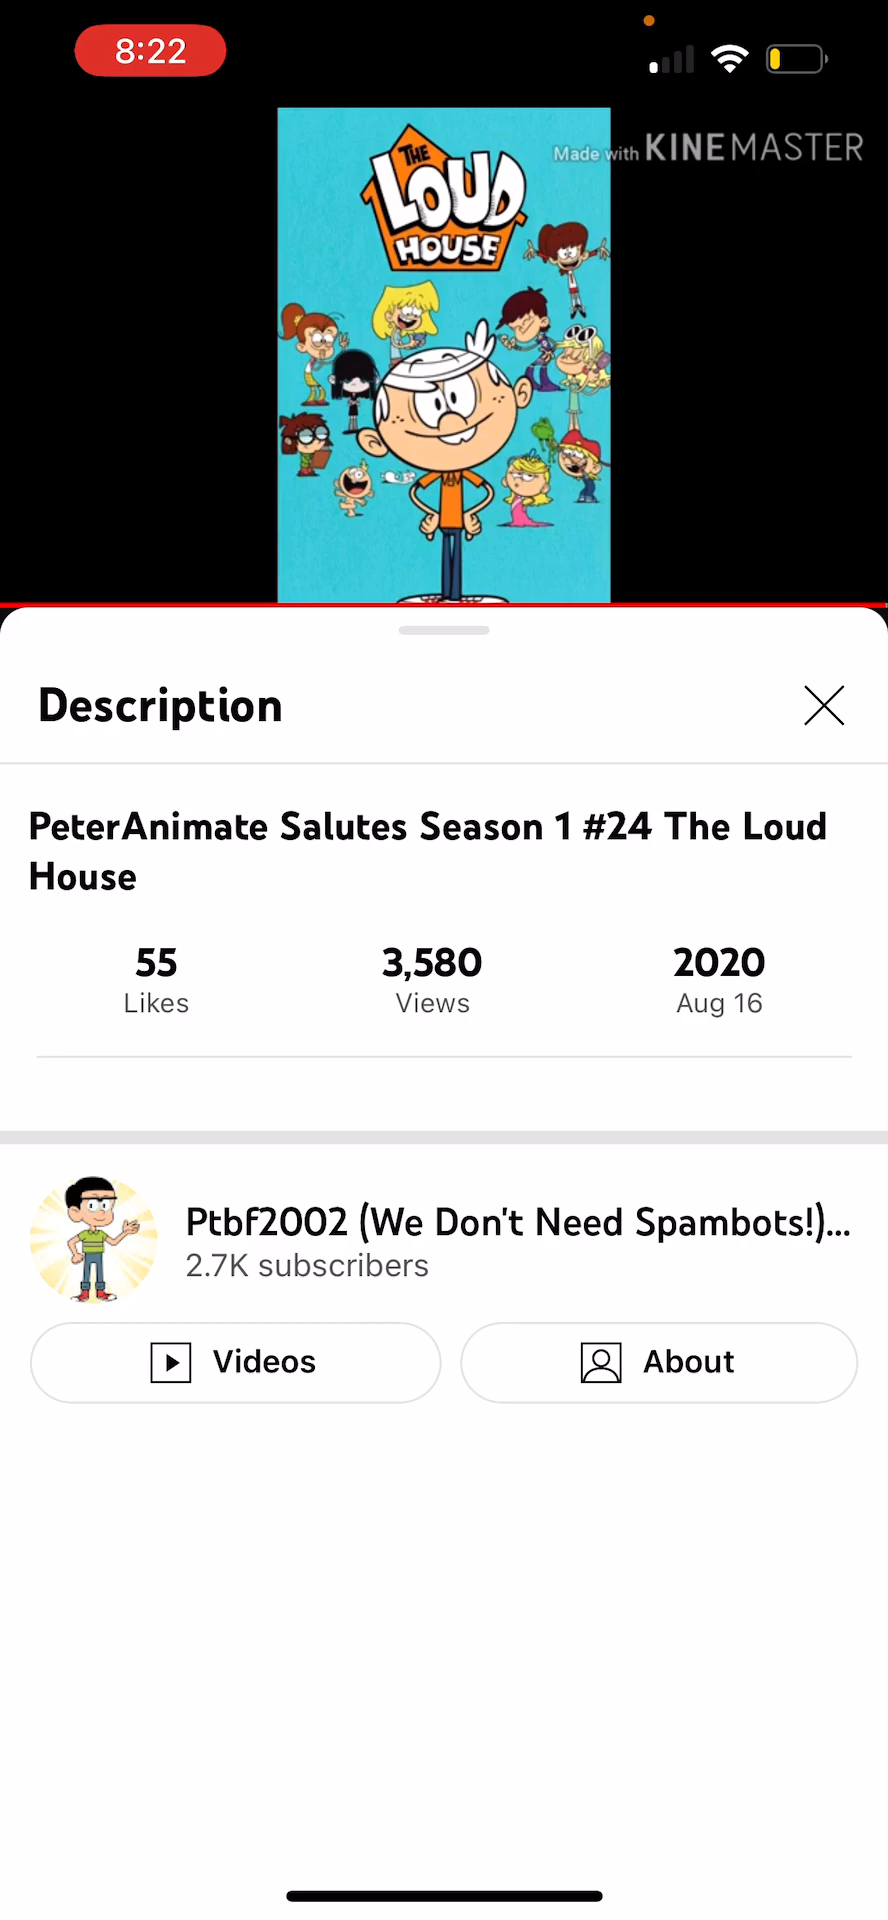 8:22
Made with KINEMASTER
THE
LOUD
HOUSE
Description
PeterAnimate Salutes Season 1 #24 The Loud
House
55
3,580
2020
Likes
Views
Aug 16
Ptbf2002 (We Don't Need Spambots!)...
2.7K subscribers
Videos
About